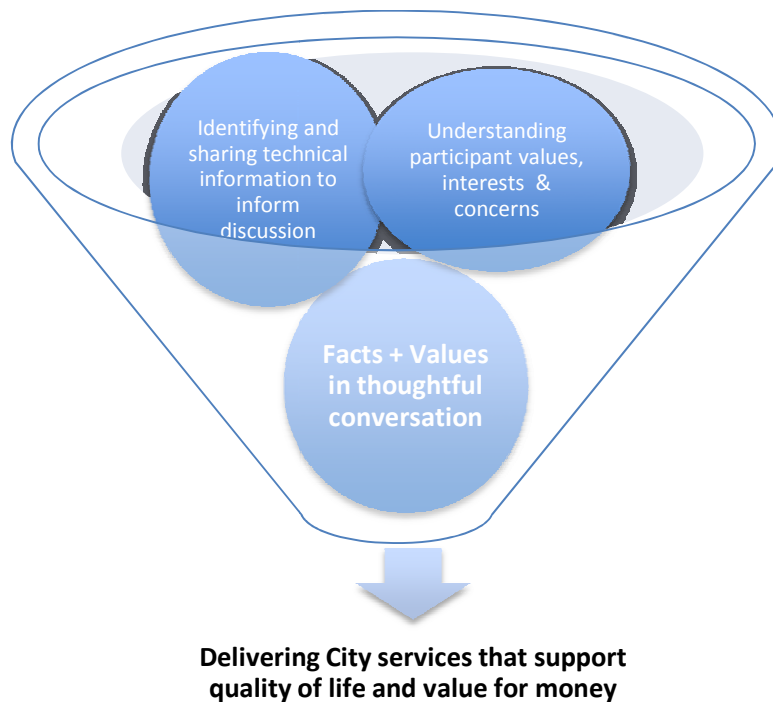 Identifying and
sharing technical
information to
inform
discussion
Understanding
participant values,
interests & 
concerns
Facts + Values
in thoughtful
conversation
Delivering City services that support
quality of life and value for money